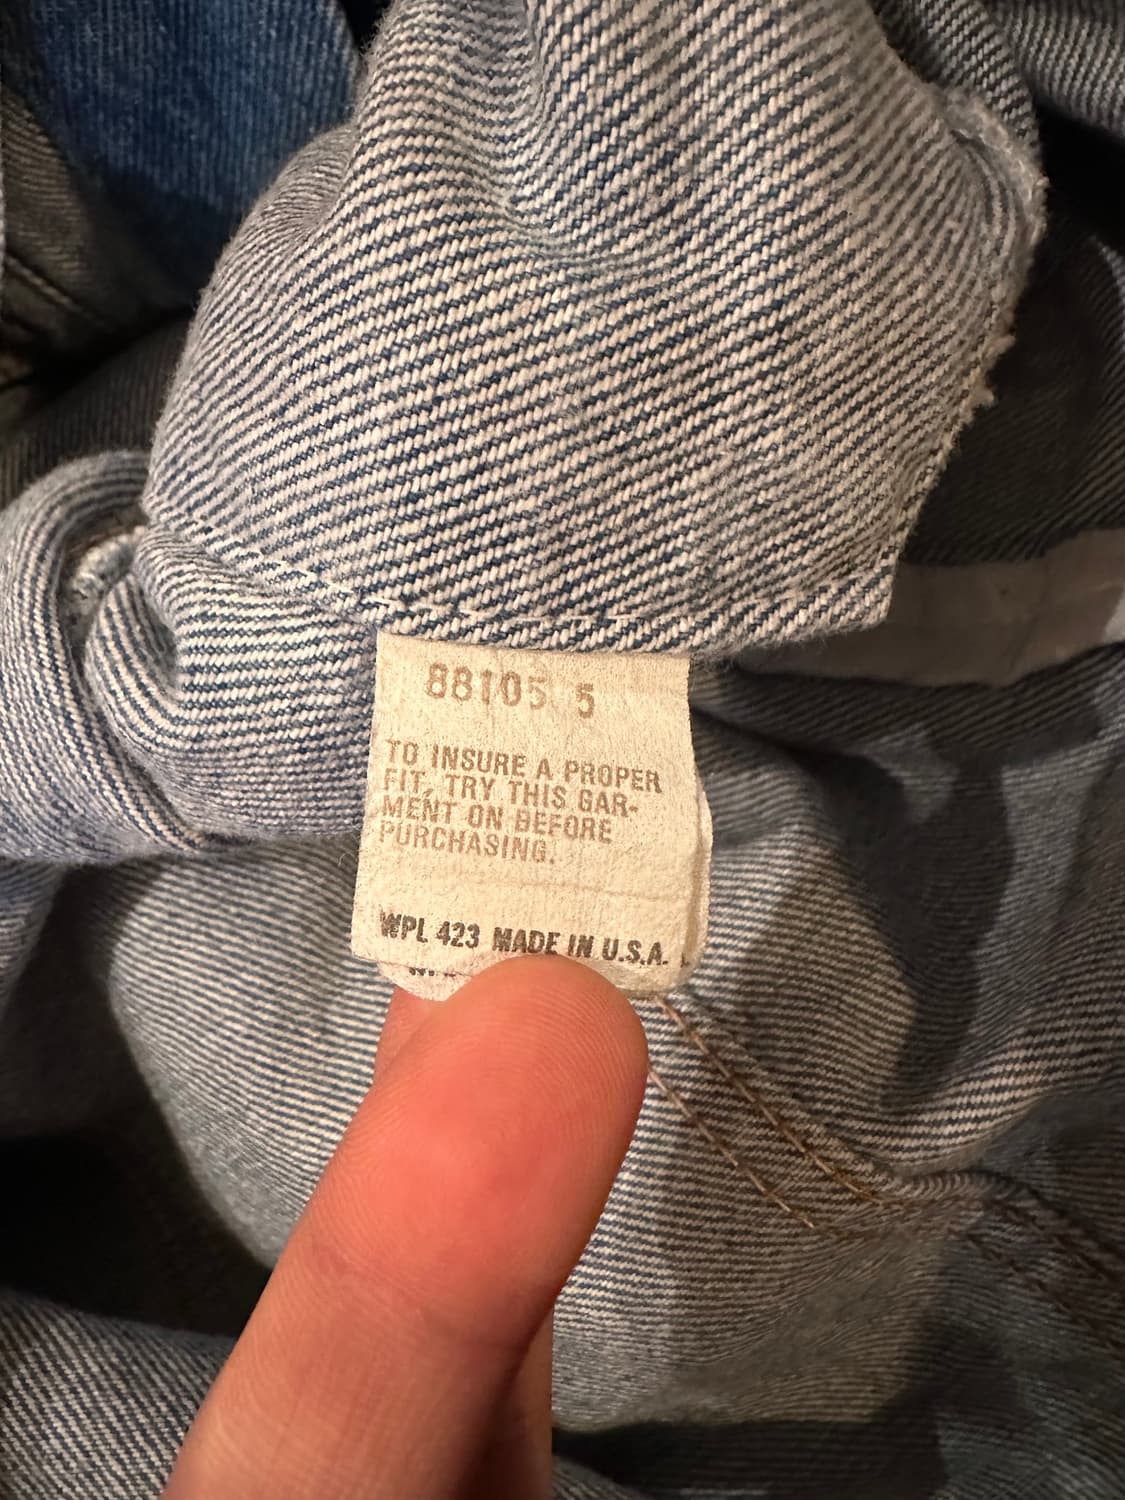 88105 5
TO INSURE A PROPER
FIT, TRY THIS GAR-
MENT ON BEFORE
PURCHASING.
WPL 423 MADE IN U.S.A.